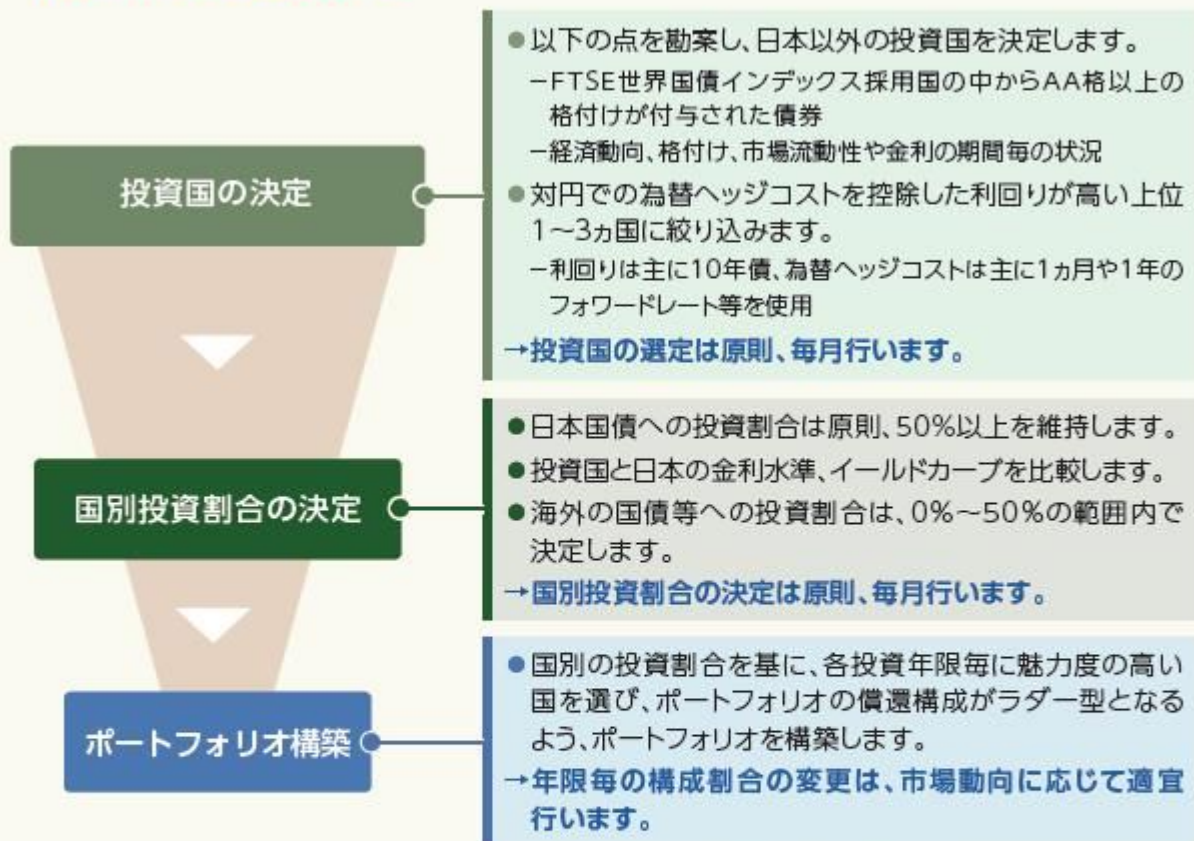 投資国の決定
●以下の点を勘案し、日本以外の投資国を決定します。
－FTSE世界国債インデックス採用国の中からAA格以上の
格付けが付与された債券
－経済動向、格付け、市場流動性や金利の期間毎の状況
●対円での為替ヘッジコストを控除した利回りが高い上位
1～3ヵ国に絞り込みます。
－利回りは主に10年債、為替ヘッジコストは主に1ヵ月や1年の
フォワードレート等を使用
→投資国の選定は原則、毎月行います。
国別投資割合の決定
●日本国債への投資割合は原則、50%以上を維持します。
●投資国と日本の金利水準、イールドカーブを比較します。
●海外の国債等への投資割合は、0%～50%の範囲内で
決定します。
→国別投資割合の決定は原則、毎月行います。
ポートフォリオ構築
●国別の投資割合を基に、各投資年限毎に魅力度の高い
国を選び、ポートフォリオの償還構成がラダー型となる
よう、ポートフォリオを構築します。
→年限毎の構成割合の変更は、市場動向に応じて適宜
行います。